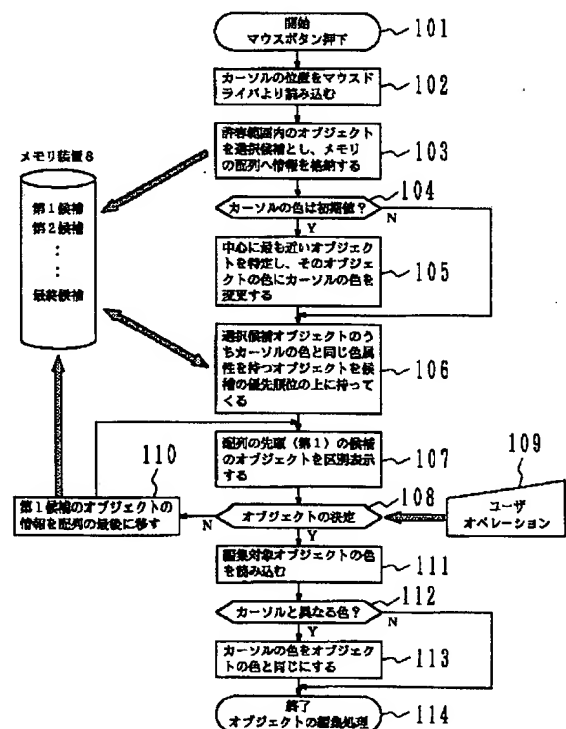 開始
マウスボタン押下
101
カーソルの位置をマウスド
ライバより読み込む
102
許容範囲内のオブジェクト
を選択候補とし、メモリ
の配列へ情報を格納する
103
メモリ装置8
第1候補
第2候補
:
:
最終候補
104
カーソルの色は初期値?
N
Y
中心に最も近いオブジェク
トを特定し、そのオブジェ
クトの色にカーソルの色を
変更する
105
選択候補オブジェクトのう
ちカーソルの色と同じ色属
性を持つオブジェクトを候
補の優先順位の上に持って
くる
106
配列の先頭(第1)の候補
のオブジェクトを区別表示
する
107
110
第1候補のオブジェクトの
情報を配列の最後に移す
108
オブジェクトの決定
N
Y
109
ユーザ
オペレーション
編集対象オブジェクトの色
を読み込む
111
112
カーソルと異なる色?
N
Y
カーソルの色をオブジェク
トの色と同じにする
113
終了
オブジェクトの編集処理
114